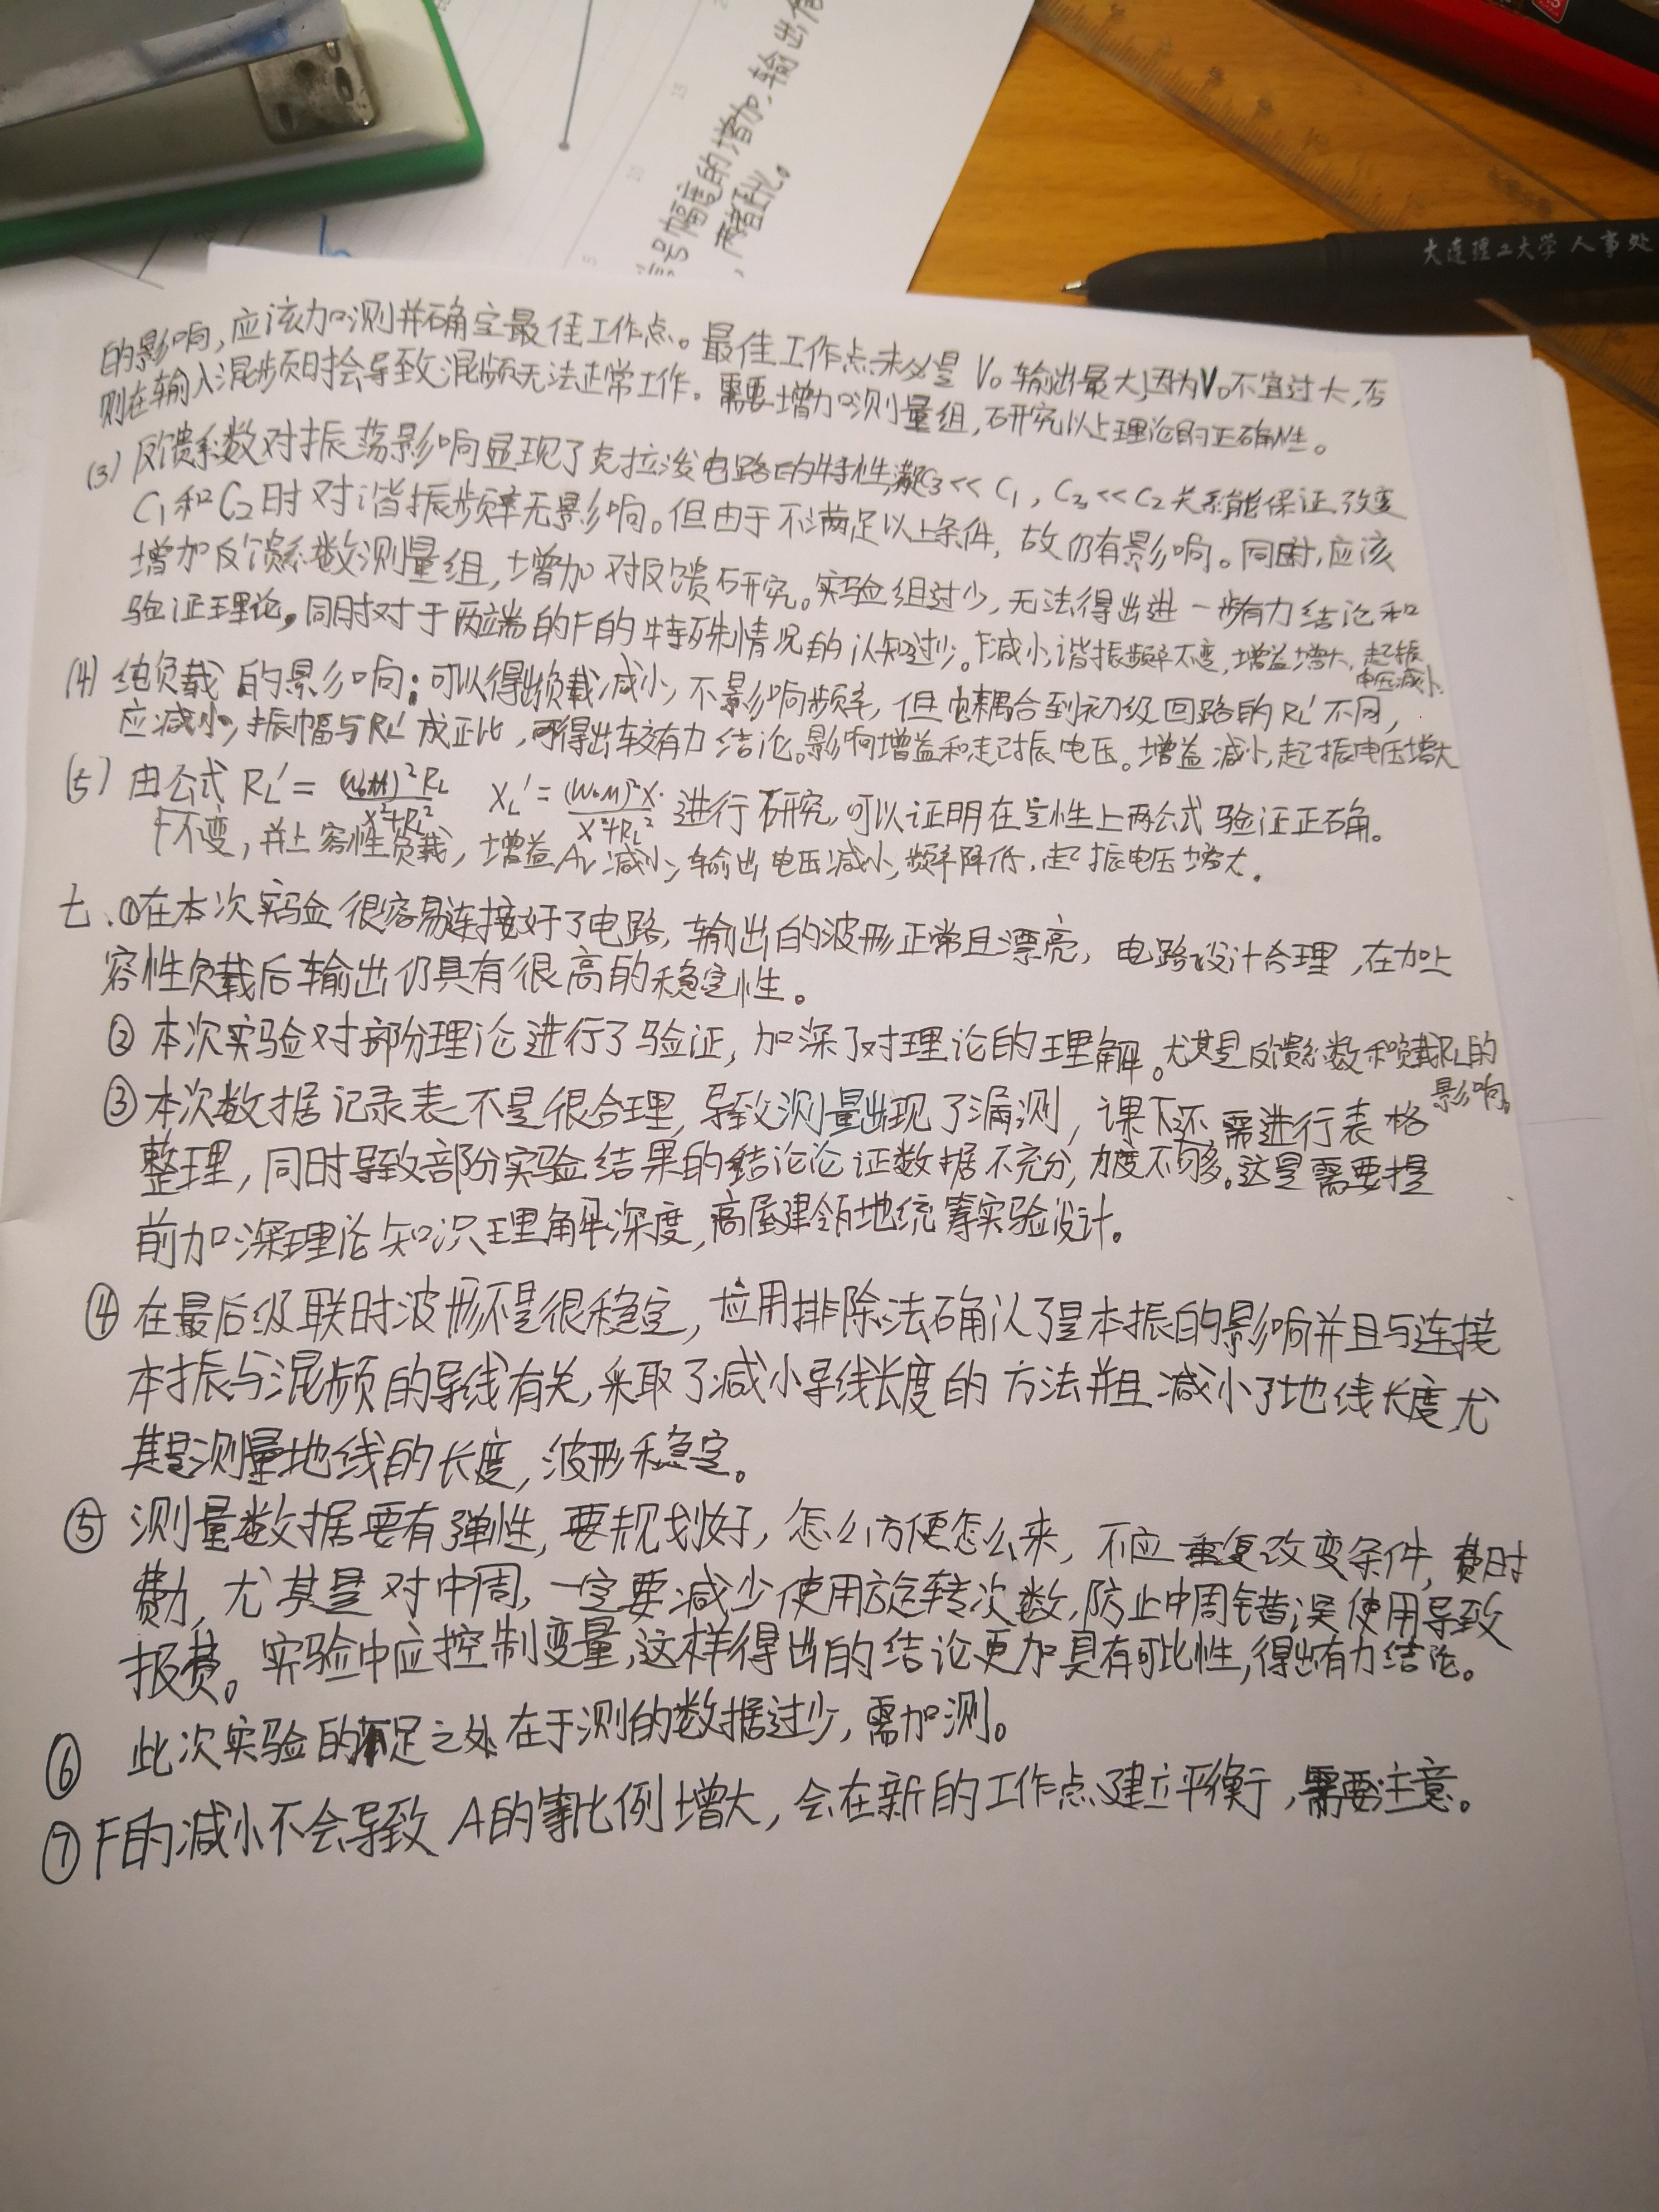 号幅度的增加,输出信
,两者正比。
大连理工大学 人事处
的影响,应该加测并确定最佳工作点。最佳工作点未必是 V₀ 输出最大,因为V₀不宜过大,否
则在输入混频时会导致混频无法正常工作。需要增加测量组,研究以上理论的正确性。
(3) 反馈系数对振荡影响显现了克拉泼电路的特性,满足C₃<<C₁, C₃<<C₂关系能保证改变
C₁和C₂时对谐振频率无影响。但由于不满足以上条件,故仍有影响。同时,应该
增加反馈系数测量组,增加对反馈研究。实验组过少,无法得出进一步有力结论和
验证理论。同时对于两端的F的特殊情况的认知过少。F减小,谐振频率不变,增益增大,起振
电压减小
(4) 纯负载的影响:可以得出负载减小,不影响频率,但电耦合到初级回路的RL'不同,
应减小,振幅与RL'成正比,可得出较有力结论。影响增益和起振电压。增益减小,起振电压增大
(5) 由公式 RL' = (ω₀M)²RL / X²+RL² XL' = (ω₀M)²X / X²+RL² 进行研究,可以证明在定性上两公式验证正确。
F不变,并上容性负载,增益Av减小,输出电压减小,频率降低,起振电压增大.
七、①在本次实验很容易连接好了电路,输出的波形正常且漂亮,电路设计合理,在加上
容性负载后输出仍具有很高的稳定性。
② 本次实验对部分理论进行了验证,加深了对理论的理解。尤其是反馈系数和负载RL的
影响。
③ 本次数据记录表不是很合理,导致测量出现了漏测,课下还需进行表格
整理,同时导致部分实验结果的结论论证数据不充分,力度不够。这是需要提
前加深理论知识理解深度,高屋建瓴地统筹实验设计。
④ 在最后级联时波形不是很稳定,应用排除法确认了是本振的影响并且与连接
本振与混频的导线有关,采取了减小导线长度的方法并且减小了地线长度,尤
其是测量地线的长度,波形稳定。
⑤ 测量数据要有弹性,要规划好,怎么方便怎么来,不应重复改变条件,费时
费力,尤其是对中周,一定要减少使用旋转次数,防止中周错误使用导致
报费。实验中应控制变量,这样得出的结论更加具有可比性,得出有力结论。
⑥ 此次实验的不足之处在于测的数据过少,需加测。
⑦ F的减小不会导致 A的等比例增大,会在新的工作点建立平衡,需要注意。